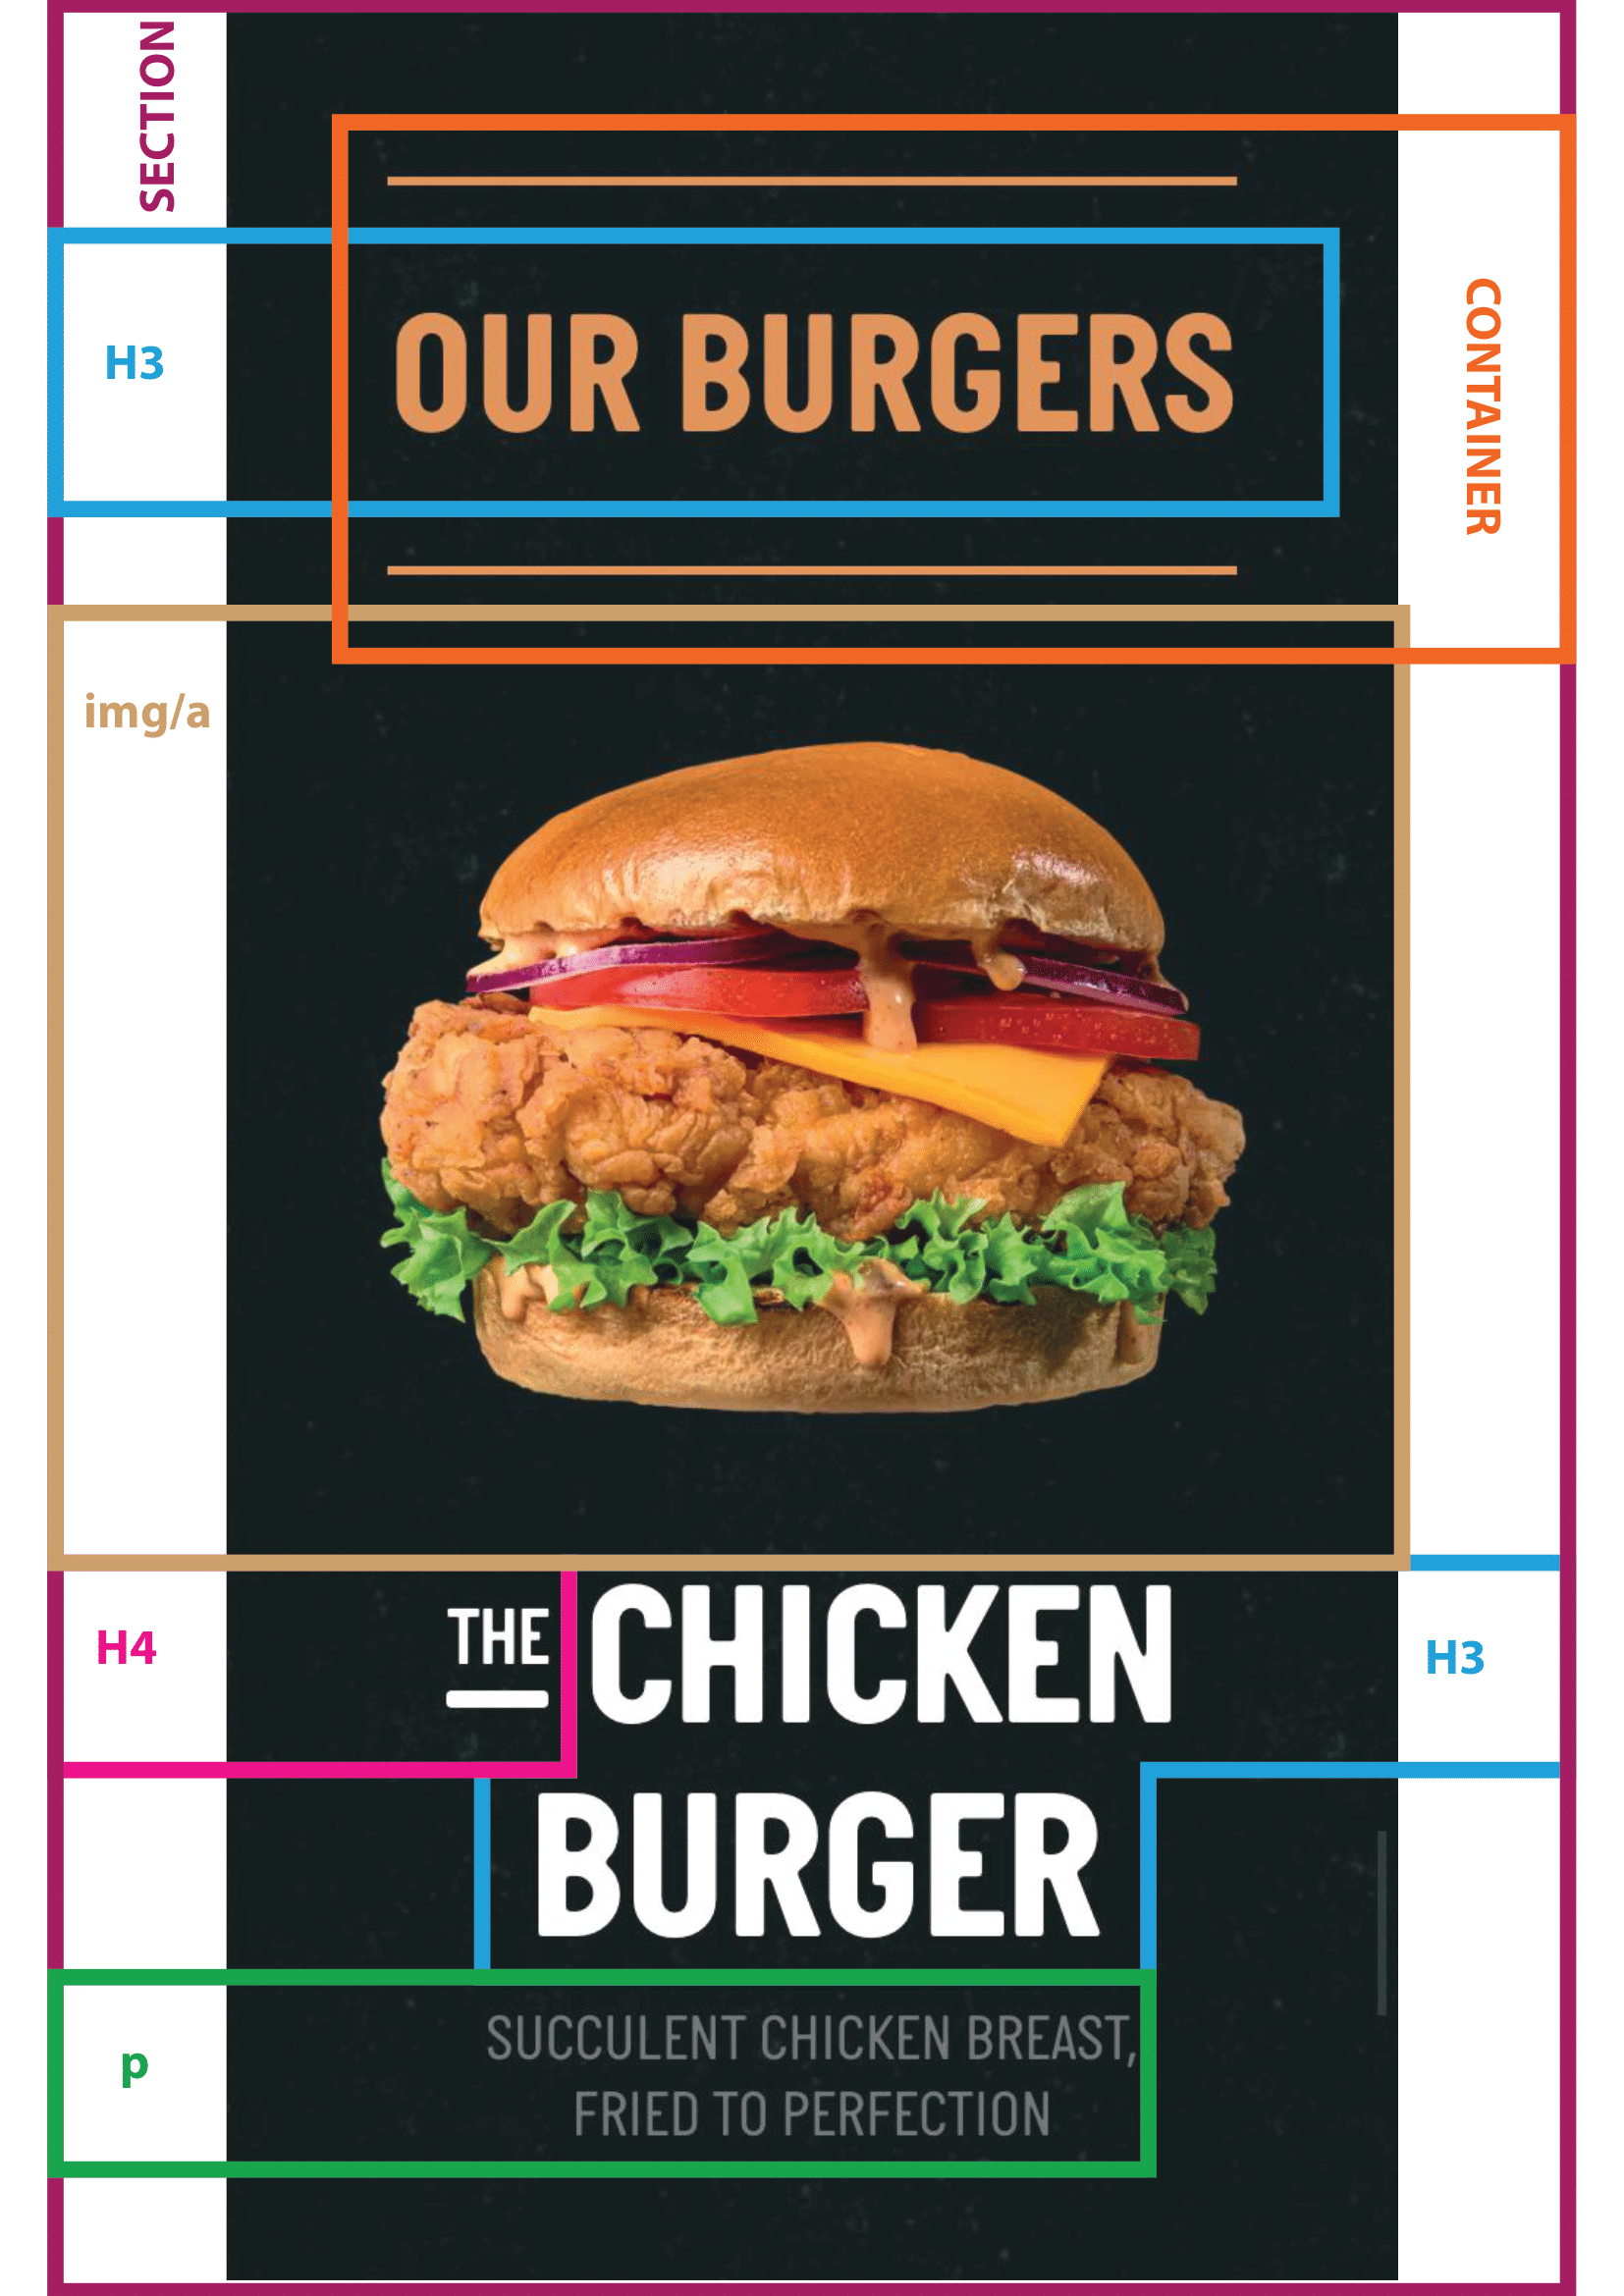 SECTION
H3
OUR BURGERS
CONTAINER
img/a
H4
THE CHICKEN
H3
BURGER
p
SUCCULENT CHICKEN BREAST,
FRIED TO PERFECTION